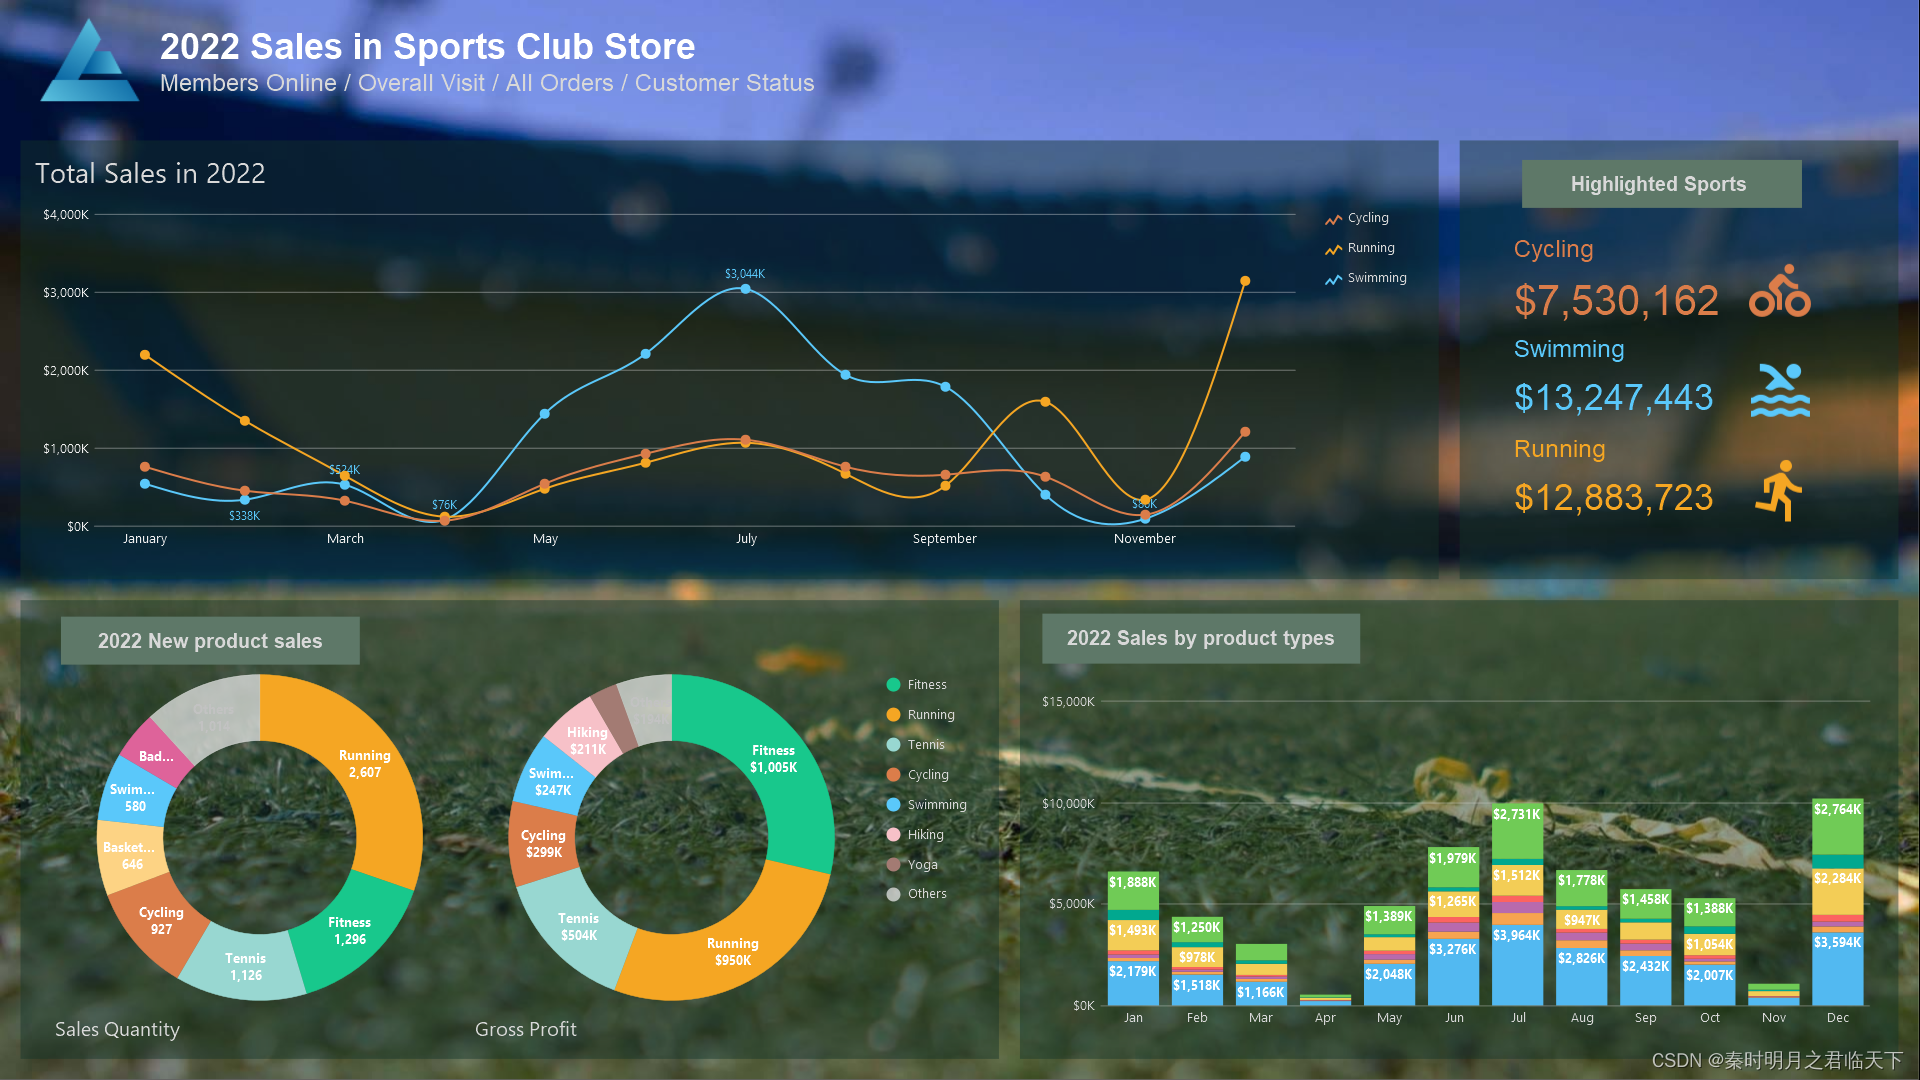 2022 Sales in Sports Club Store
Members Online / Overall Visit / All Orders / Customer Status
Total Sales in 2022
$4,000K
$3,000K
$2,000K
$1,000K
$0K
$3,044K
$524K
$338K
$76K
January
March
May
July
September
November
Cycling
Running
Swimming
Highlighted Sports
Cycling
$7,530,162
Swimming
$13,247,443
Running
$12,883,723
2022 New product sales
Running
2,607
Fitness
1,296
Tennis
1,126
Cycling
927
Basket...
646
Swim...
580
Bad...
Others
Sales Quantity
Fitness
$1,005K
Running
$950K
Tennis
$504K
Cycling
$299K
Swim...
$247K
Hiking
$211K
Gross Profit
Fitness
Running
Tennis
Cycling
Swimming
Hiking
Yoga
Others
2022 Sales by product types
$15,000K
$10,000K
$5,000K
$0K
$1,888K
$1,493K
$2,179K
$1,250K
$978K
$1,518K
$1,166K
$1,389K
$2,048K
$1,979K
$1,265K
$3,276K
$2,731K
$1,512K
$3,964K
$1,778K
$947K
$2,826K
$1,458K
$2,432K
$1,388K
$1,054K
$2,007K
$2,764K
$2,284K
$3,594K
Jan
Feb
Mar
Apr
May
Jun
Jul
Aug
Sep
Oct
Nov
Dec
CSDN @秦时明月之君临天下